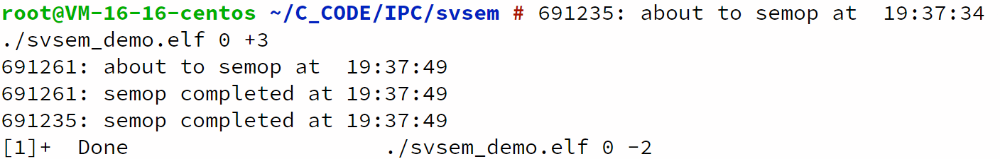 root@VM-16-16-centos ~/C_CODE/IPC/svsem # 691235: about to semop at  19:37:34
./svsem_demo.elf 0 +3
691261: about to semop at  19:37:49
691261: semop completed at 19:37:49
691235: semop completed at 19:37:49
[1]+  Done                    ./svsem_demo.elf 0 -2